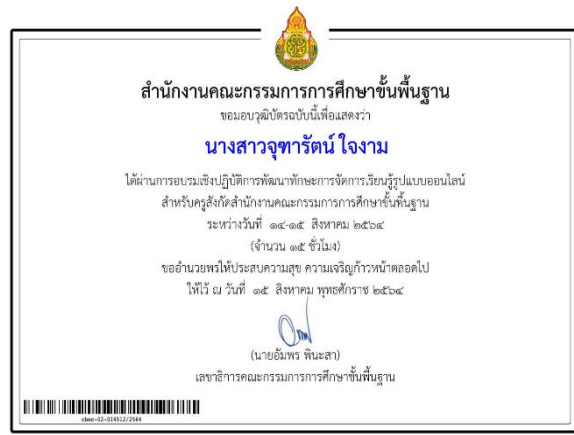 สำนักงานคณะกรรมการการศึกษาขั้นพื้นฐาน
ขอมอบวุฒิบัตรฉบับนี้เพื่อแสดงว่า
นางสาวจุฑารัตน์ ใจงาม
ได้ผ่านการอบรมเชิงปฏิบัติการพัฒนาทักษะการจัดการเรียนรู้รูปแบบออนไลน์
สำหรับครูสังกัดสำนักงานคณะกรรมการการศึกษาขั้นพื้นฐาน
ระหว่างวันที่ ๑๔-๑๕ สิงหาคม ๒๕๖๔
(จำนวน ๑๕ ชั่วโมง)
ขออำนวยพรให้ประสบความสุข ความเจริญก้าวหน้าตลอดไป
ให้ไว้ ณ วันที่ ๑๕ สิงหาคม พุทธศักราช ๒๕๖๔
(นายอัมพร พินะสา)
เลขาธิการคณะกรรมการการศึกษาขั้นพื้นฐาน
obec-02-014512/2564